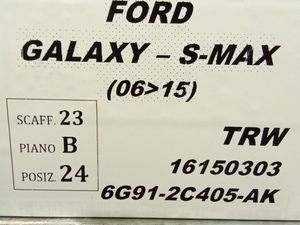 FORD
GALAXY – S-MAX
(06>15)
SCAFF. 23
PIANO B
POSIZ. 24
TRW
16150303
6G91-2C405-AK